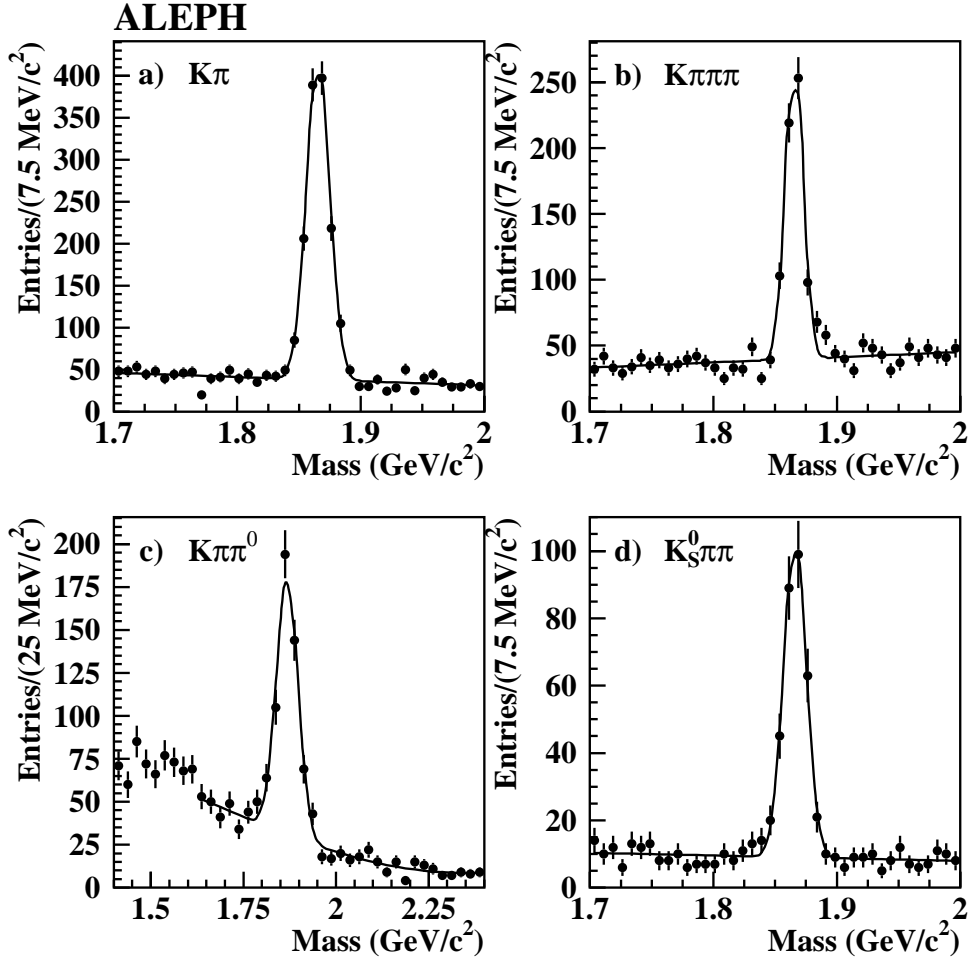 ALEPH
a) Kπ
Entries/(7.5 MeV/c²)
400
350
300
250
200
150
100
50
0
1.7 1.8 1.9 2
Mass (GeV/c²)
b) Kπππ
Entries/(7.5 MeV/c²)
250
200
150
100
50
0
1.7 1.8 1.9 2
Mass (GeV/c²)
c) Kππ⁰
Entries/(25 MeV/c²)
200
175
150
125
100
75
50
25
0
1.5 1.75 2 2.25
Mass (GeV/c²)
d) K⁰_Sππ
Entries/(7.5 MeV/c²)
100
80
60
40
20
0
1.7 1.8 1.9 2
Mass (GeV/c²)